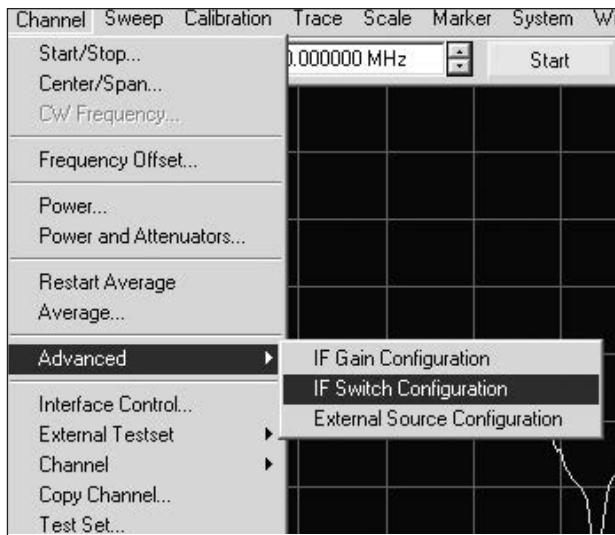 Channel Sweep Calibration Trace Scale Marker System W
Start/Stop...
0.000000 MHz
Start
Center/Span...
CW Frequency...
Frequency Offset...
Power...
Power and Attenuators...
Restart Average
Average...
Advanced
IF Gain Configuration
IF Switch Configuration
External Source Configuration
Interface Control...
External Testset
Channel
Copy Channel...
Test Set...